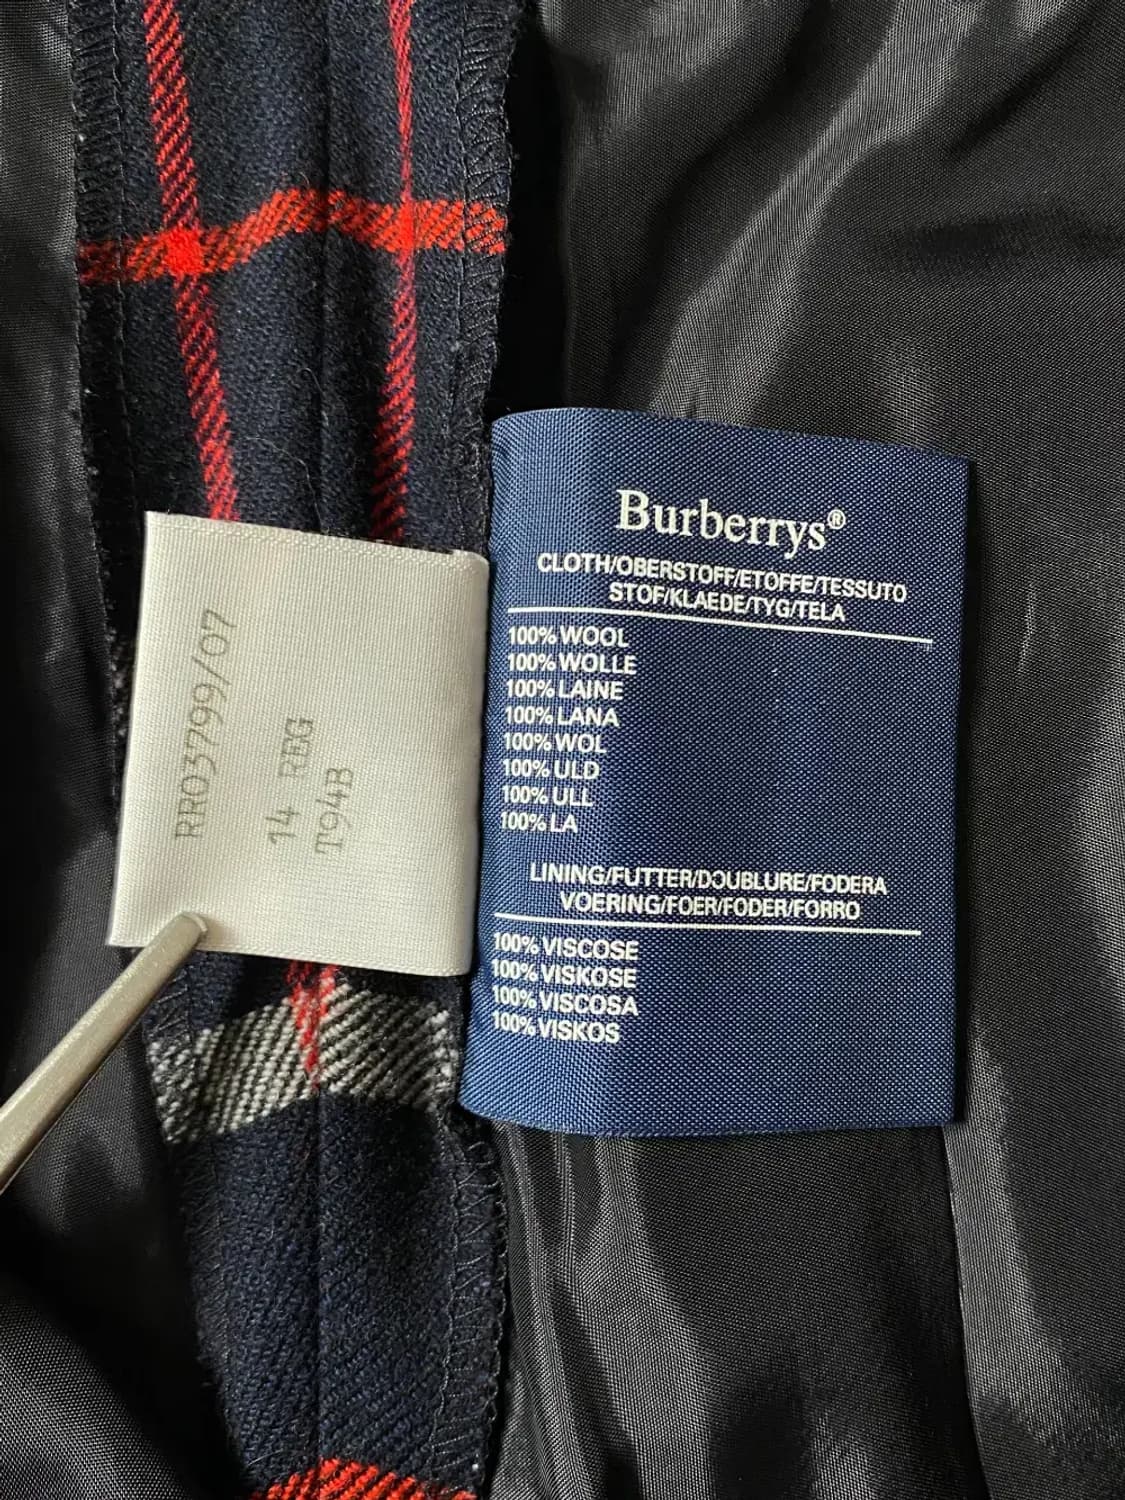 RR03799/07
14 REG
T94B
Burberrys®
CLOTH/OBERSTOFF/ETOFFE/TESSUTO
STOF/KLAEDE/TYG/TELA
100% WOOL
100% WOLLE
100% LAINE
100% LANA
100% WOL
100% ULD
100% ULL
100% LA
LINING/FUTTER/DOUBLURE/FODERA
VOERING/FOER/FODER/FORRO
100% VISCOSE
100% VISKOSE
100% VISCOSA
100% VISKOS